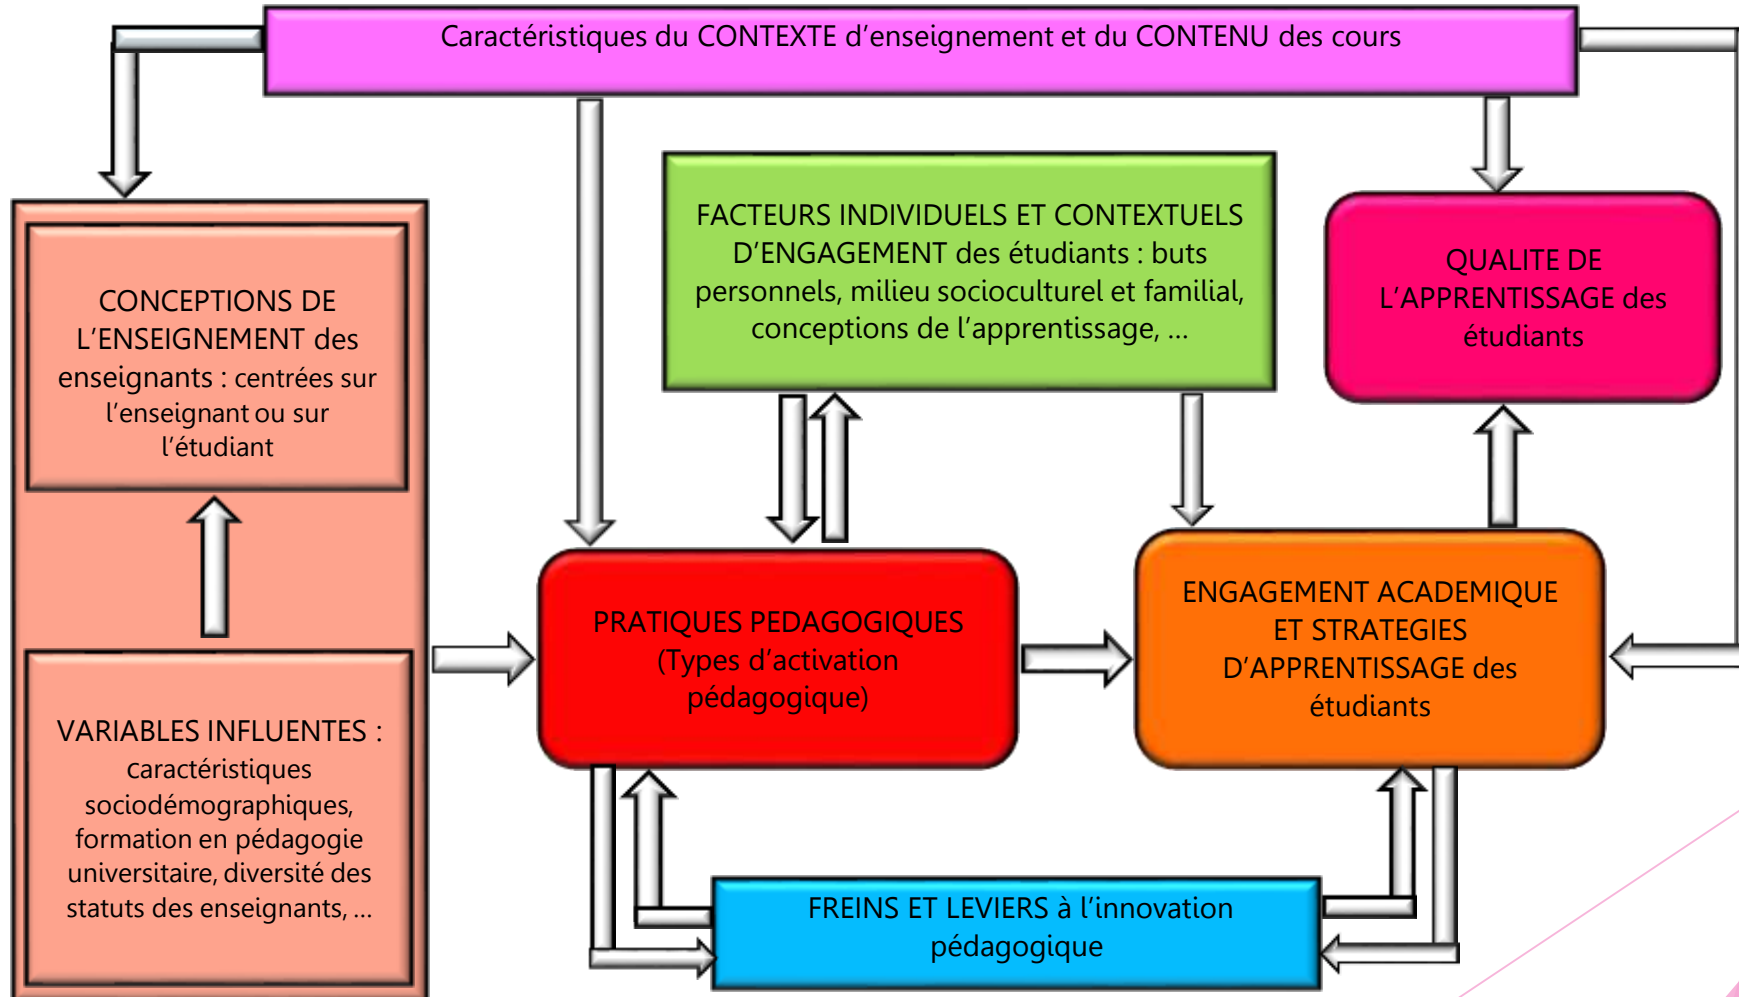 Caractéristiques du CONTEXTE d'enseignement et du CONTENU des cours
CONCEPTIONS DE
L'ENSEIGNEMENT des
enseignants : centrées sur
l'enseignant ou sur
l'étudiant
FACTEURS INDIVIDUELS ET CONTEXTUELS
D'ENGAGEMENT des étudiants : buts
personnels, milieu socioculturel et familial,
conceptions de l'apprentissage, ...
QUALITE DE
L'APPRENTISSAGE des
étudiants
VARIABLES INFLUENTES :
caractéristiques
sociodémographiques,
formation en pédagogie
universitaire, diversité des
statuts des enseignants, ...
PRATIQUES PEDAGOGIQUES
(Types d'activation
pédagogique)
ENGAGEMENT ACADEMIQUE
ET STRATEGIES
D'APPRENTISSAGE des
étudiants
FREINS ET LEVIERS à l'innovation
pédagogique